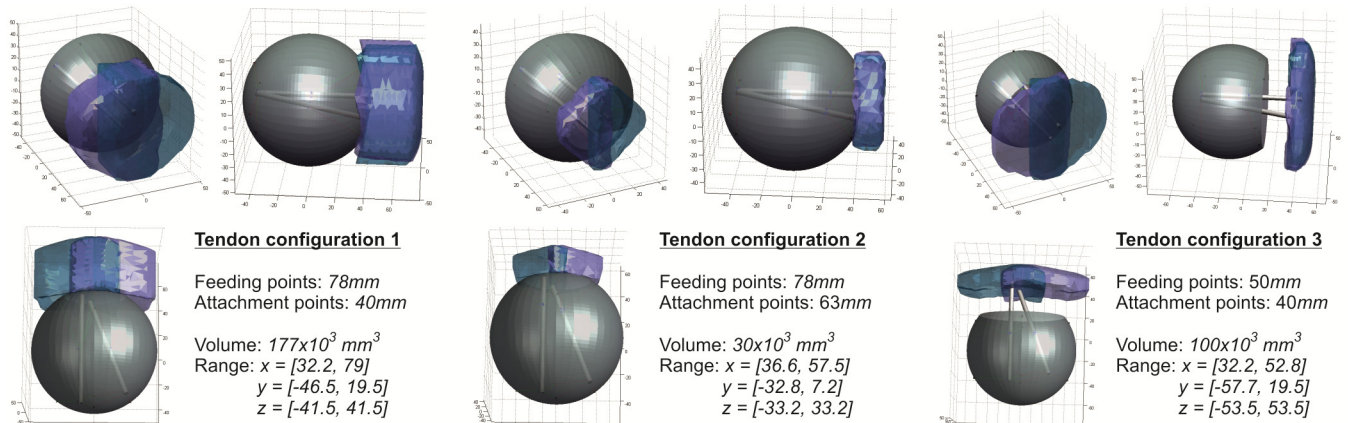 Tendon configuration 1
Feeding points: 78mm
Attachment points: 40mm
Volume: 177x10³ mm³
Range: x = [32.2, 79]
y = [-46.5, 19.5]
z = [-41.5, 41.5]
Tendon configuration 2
Feeding points: 78mm
Attachment points: 63mm
Volume: 30x10³ mm³
Range: x = [36.6, 57.5]
y = [-32.8, 7.2]
z = [-33.2, 33.2]
Tendon configuration 3
Feeding points: 50mm
Attachment points: 40mm
Volume: 100x10³ mm³
Range: x = [32.2, 52.8]
y = [-57.7, 19.5]
z = [-53.5, 53.5]